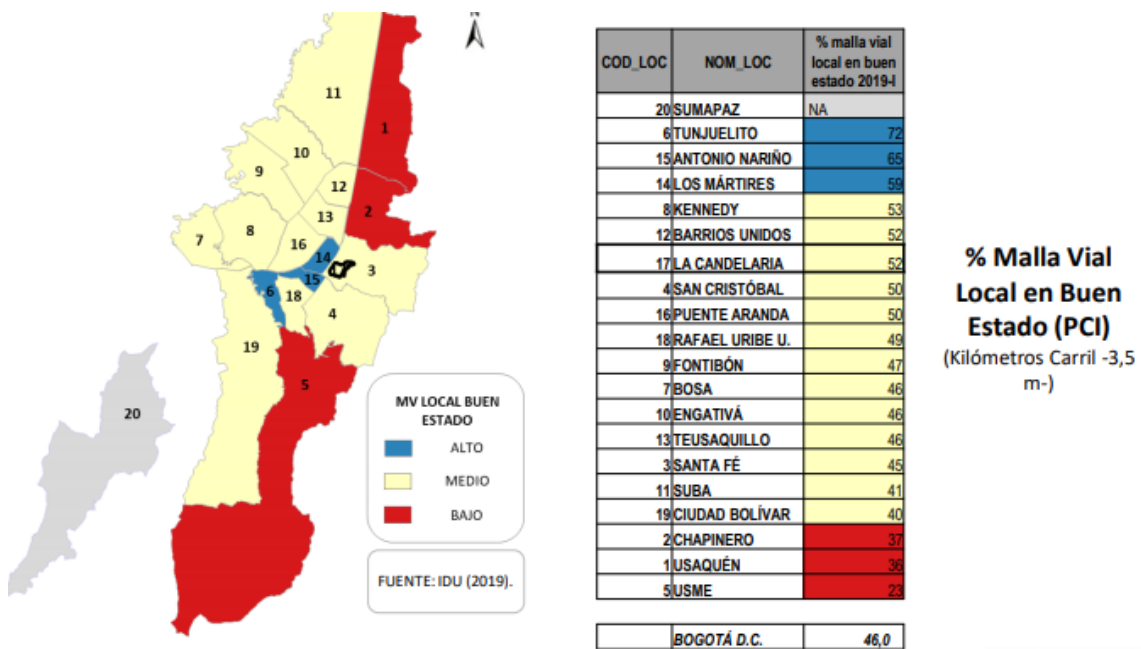 N
11
1
10
9
12
2
13
8
7
16
14
3
15
6
18
4
19
5
20
MV LOCAL BUEN
ESTADO
ALTO
MEDIO
BAJO
FUENTE: IDU (2019).
COD_LOC NOM_LOC % malla vial local en buen estado 2019-I
20 SUMAPAZ NA
6 TUNJUELITO 72
15 ANTONIO NARIÑO 65
14 LOS MÁRTIRES 59
8 KENNEDY 53
12 BARRIOS UNIDOS 52
17 LA CANDELARIA 52
4 SAN CRISTÓBAL 50
16 PUENTE ARANDA 50
18 RAFAEL URIBE U. 49
9 FONTIBÓN 47
7 BOSA 46
10 ENGATIVÁ 46
13 TEUSAQUILLO 46
3 SANTA FÉ 45
11 SUBA 41
19 CIUDAD BOLÍVAR 40
2 CHAPINERO 37
1 USAQUÉN 36
5 USME 23
BOGOTÁ D.C. 46,0
% Malla Vial
Local en Buen
Estado (PCI)
(Kilómetros Carril -3,5
m-)